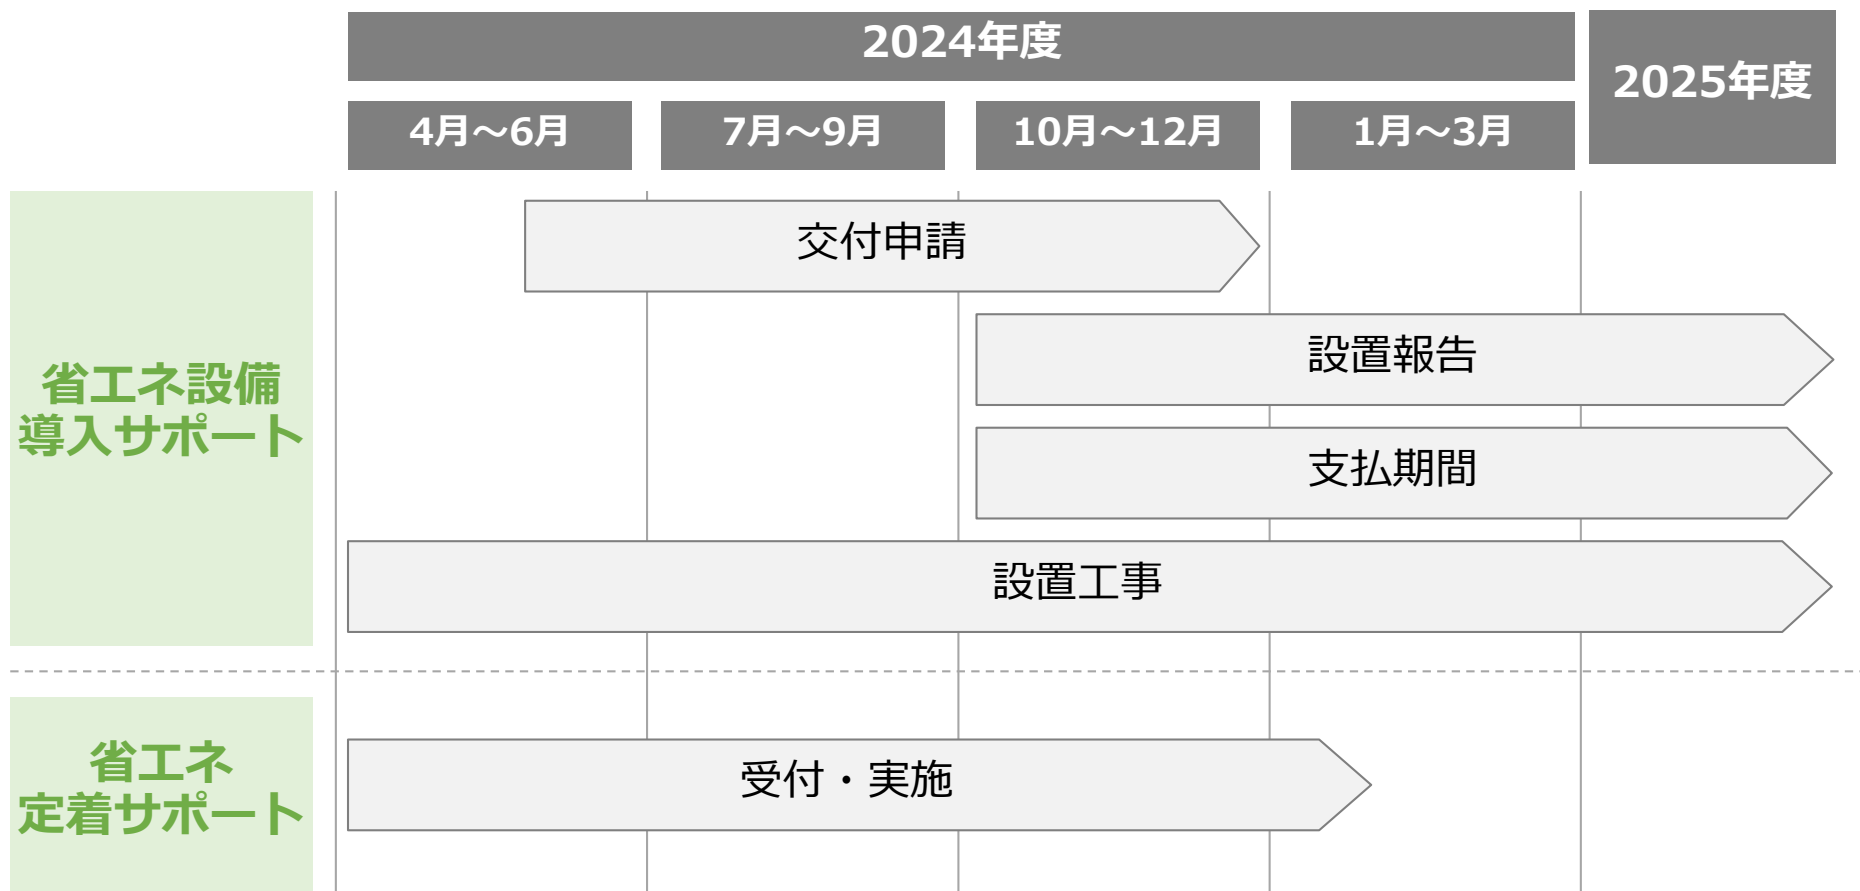 2024年度
2025年度
4月～6月
7月～9月
10月～12月
1月～3月
省エネ設備
導入サポート
交付申請
設置報告
支払期間
設置工事
省エネ
定着サポート
受付・実施